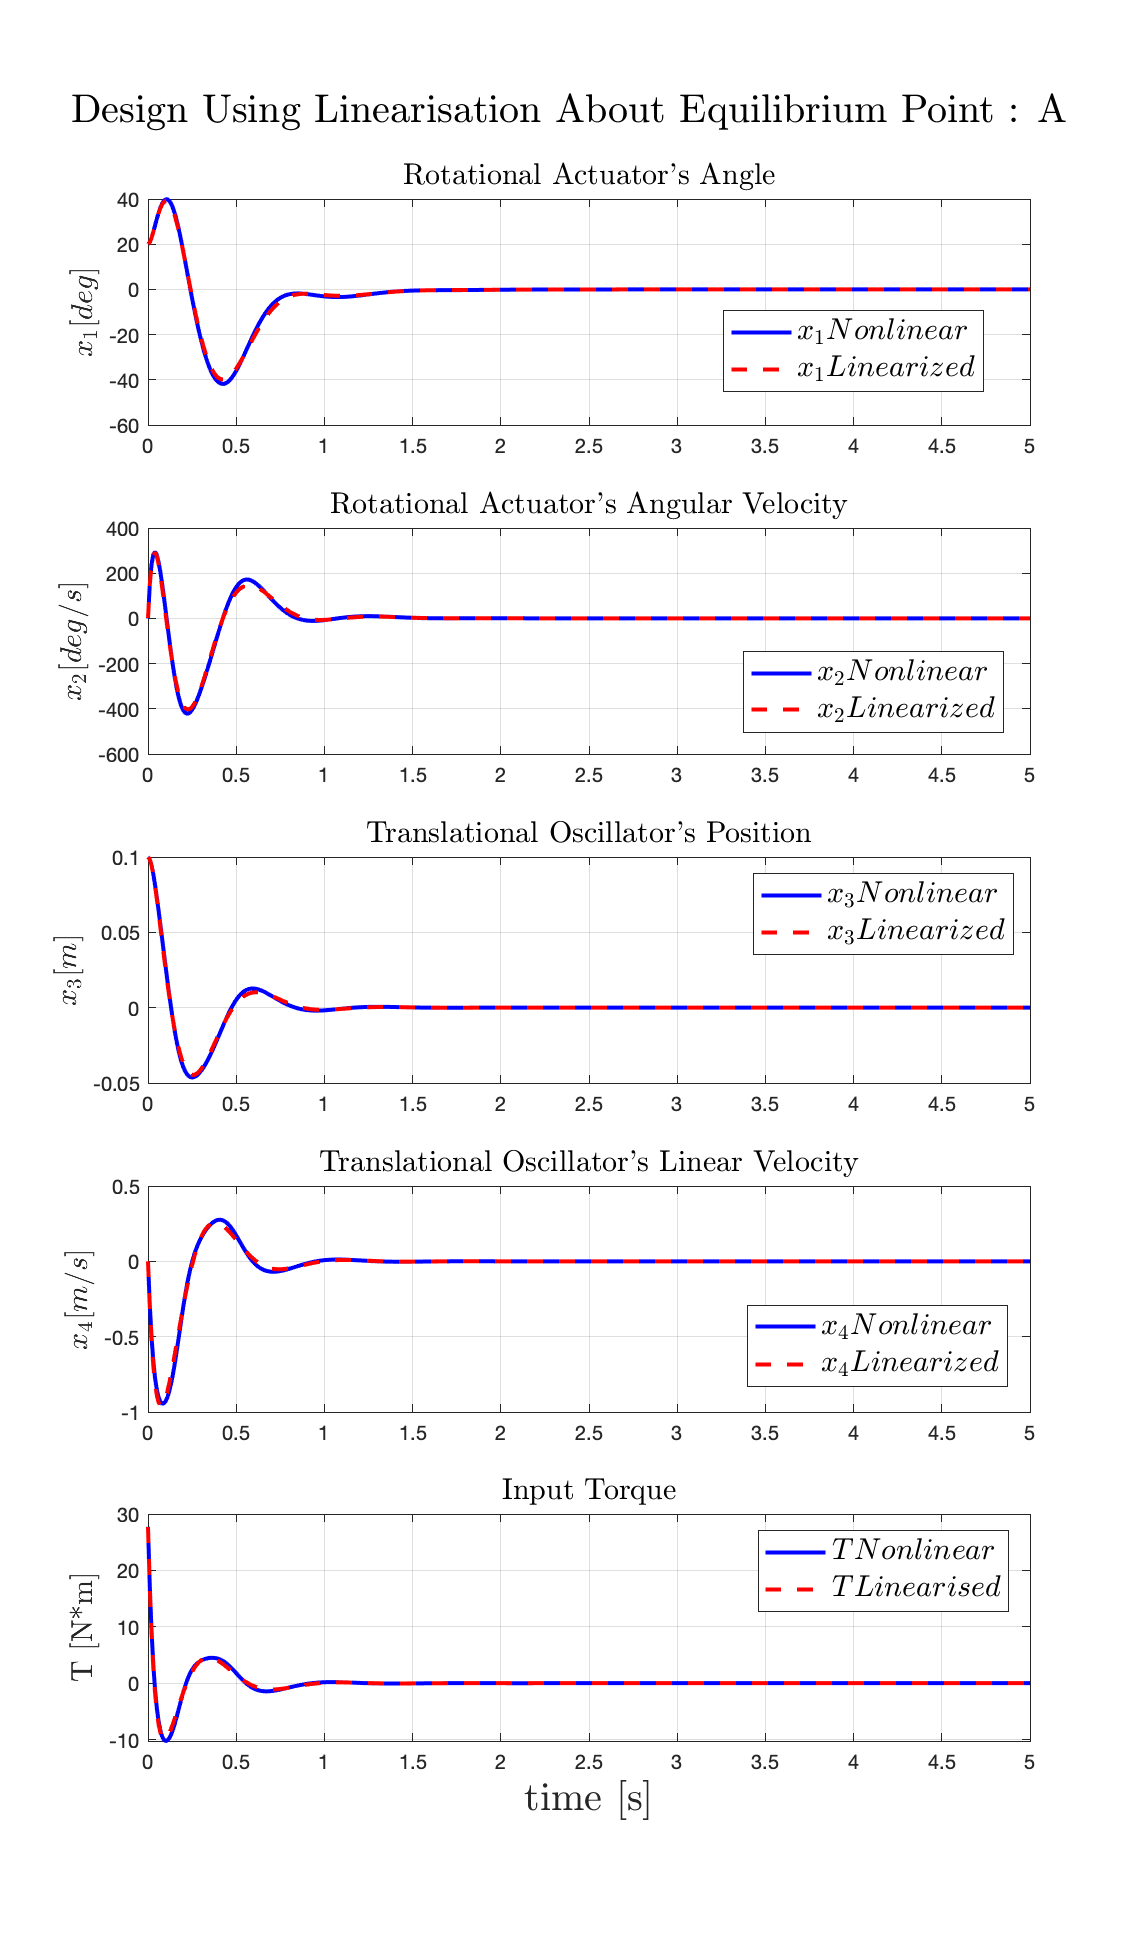 Design Using Linearisation About Equilibrium Point : A
Rotational Actuator's Angle
x₁[deg]
40
20
0
-20
-40
-60
x₁Nonlinear
x₁Linearized
0 0.5 1 1.5 2 2.5 3 3.5 4 4.5 5
Rotational Actuator's Angular Velocity
x₂[deg/s]
400
200
0
-200
-400
-600
x₂Nonlinear
x₂Linearized
0 0.5 1 1.5 2 2.5 3 3.5 4 4.5 5
Translational Oscillator's Position
x₃[m]
0.1
0.05
0
-0.05
x₃Nonlinear
x₃Linearized
0 0.5 1 1.5 2 2.5 3 3.5 4 4.5 5
Translational Oscillator's Linear Velocity
x₄[m/s]
0.5
0
-0.5
-1
x₄Nonlinear
x₄Linearized
0 0.5 1 1.5 2 2.5 3 3.5 4 4.5 5
Input Torque
T [N*m]
30
20
10
0
-10
TNonlinear
TLinearised
0 0.5 1 1.5 2 2.5 3 3.5 4 4.5 5
time [s]